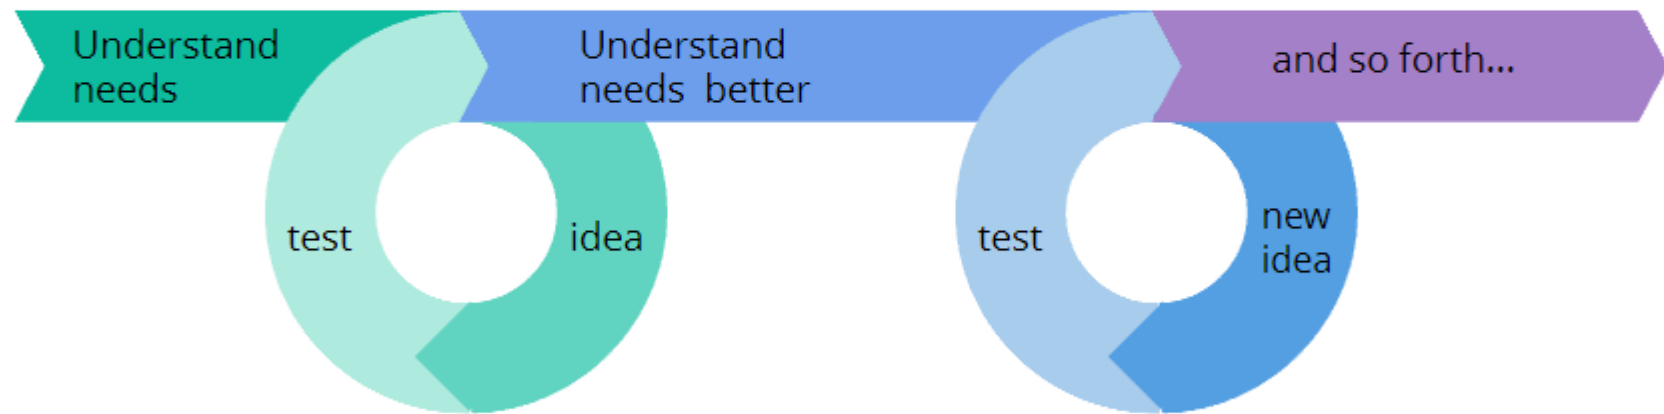 Understand
needs
Understand
needs  better
and so forth...
test
idea
test
new
idea